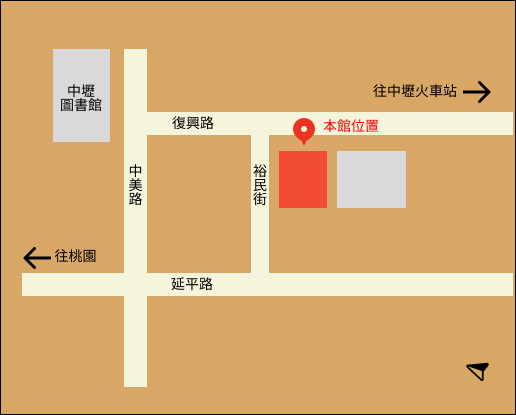 中壢
圖書館
往中壢火車站
復興路
本館位置
中美路
裕民街
往桃園
延平路